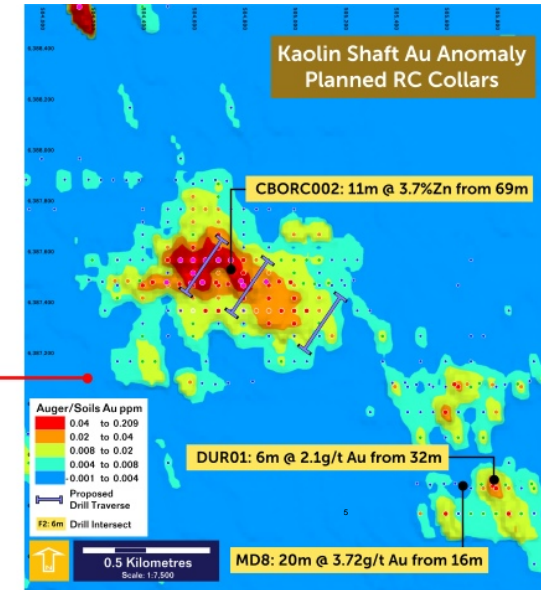 Kaolin Shaft Au Anomaly
Planned RC Collars
CBORC002: 11m @ 3.7%Zn from 69m
Auger/Soils Au ppm
0.04 to 0.209
0.02 to 0.04
0.008 to 0.02
0.004 to 0.008
-0.001 to 0.004
Proposed
Drill Traverse
F2: 6m Drill Intersect
DUR01: 6m @ 2.1g/t Au from 32m
5
MD8: 20m @ 3.72g/t Au from 16m
0.5 Kilometres
Scale: 1:7,500